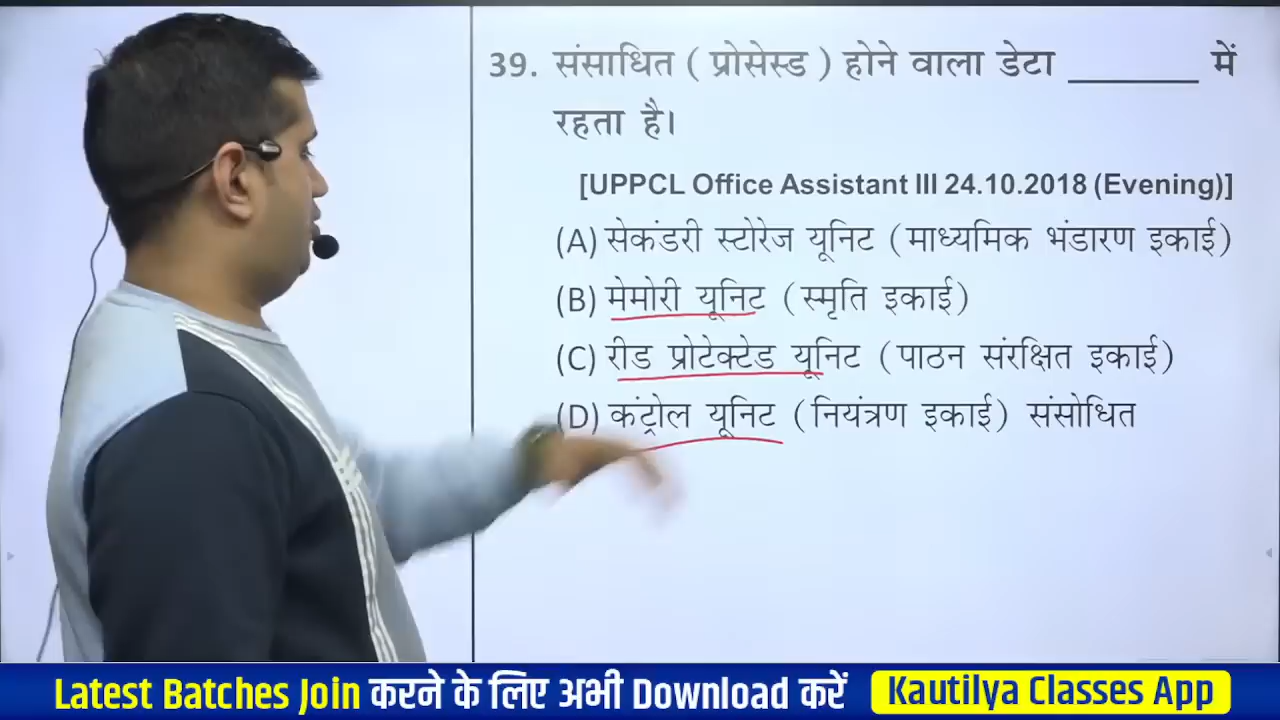 39. संसाधित ( प्रोसेस्ड ) होने वाला डेटा ________ में
रहता है।
[UPPCL Office Assistant III 24.10.2018 (Evening)]
(A) सेकंडरी स्टोरेज यूनिट (माध्यमिक भंडारण इकाई)
(B) मेमोरी यूनिट (स्मृति इकाई)
(C) रीड प्रोटेक्टेड यूनिट (पाठन संरक्षित इकाई)
(D) कंट्रोल यूनिट (नियंत्रण इकाई) संसोधित
Latest Batches Join करने के लिए अभी Download करें Kautilya Classes App